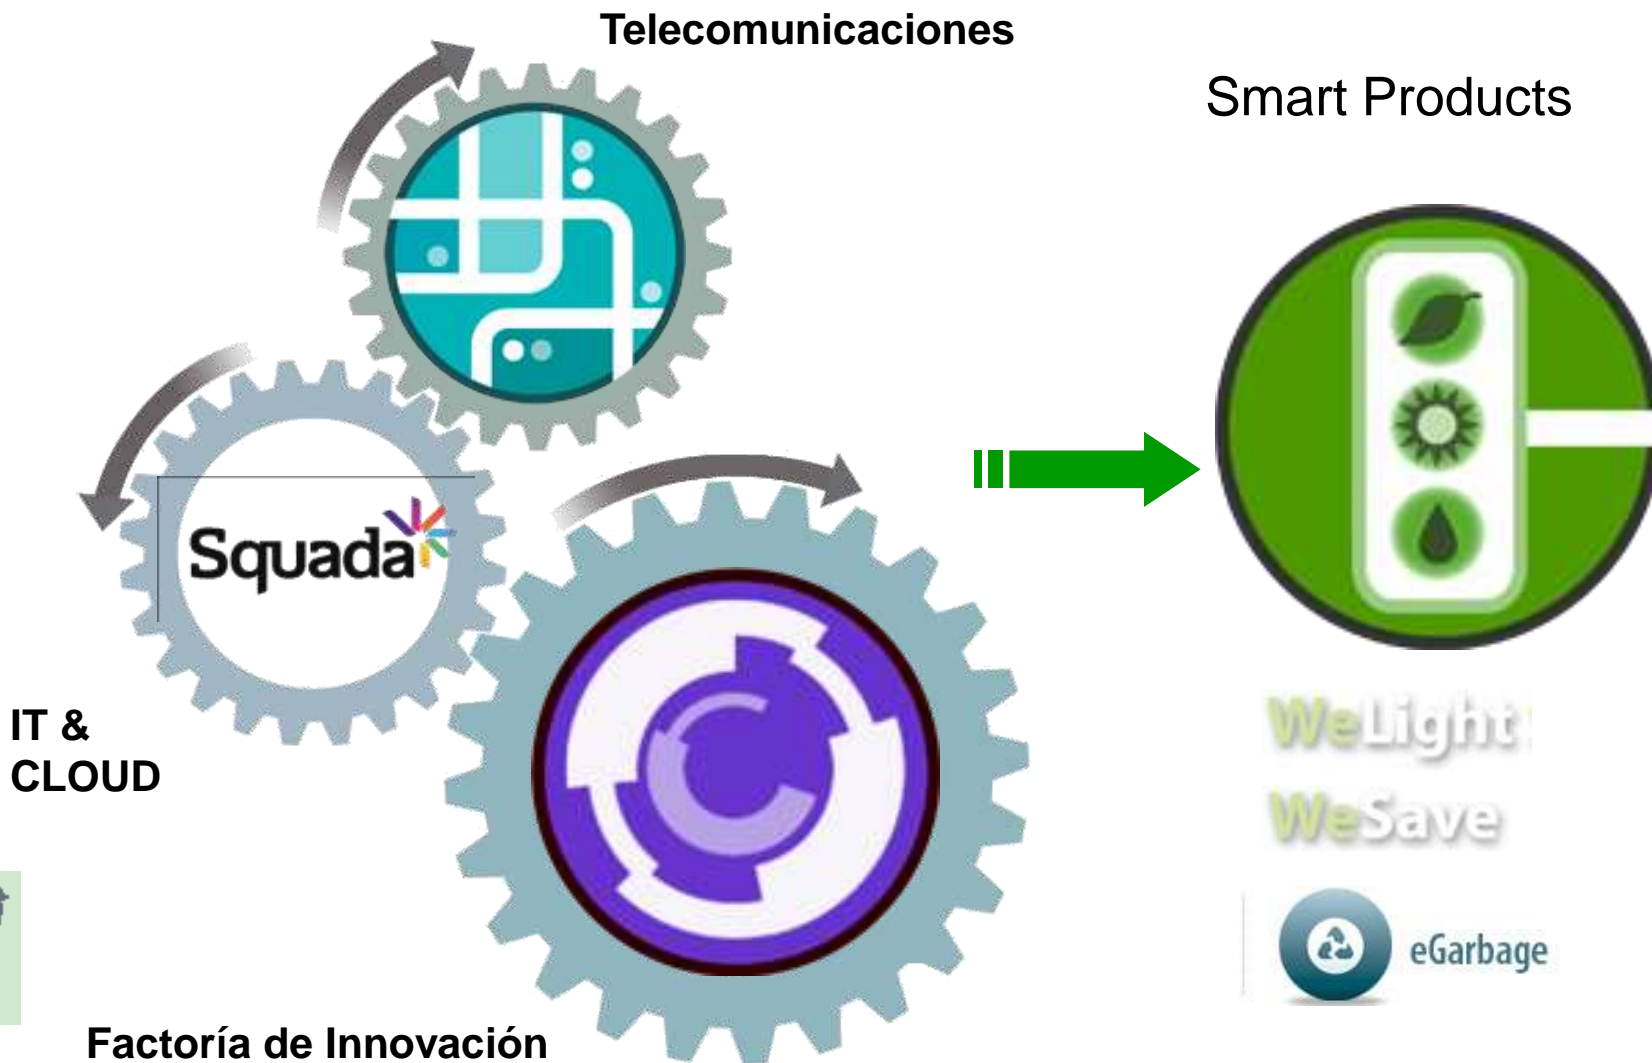 Telecomunicaciones
Smart Products
Squada
IT &
CLOUD
WeLight
WeSave
eGarbage
Factoría de Innovación